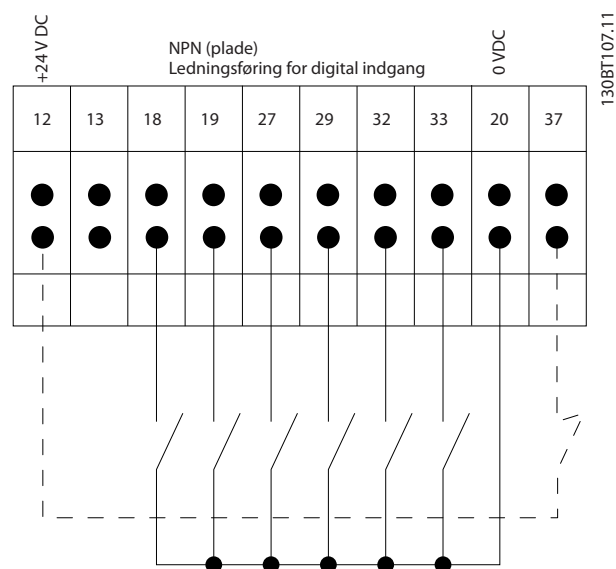 +24 V DC
NPN (plade)
Ledningsføring for digital indgang
0 VDC
130BT107.11
12 13 18 19 27 29 32 33 20 37